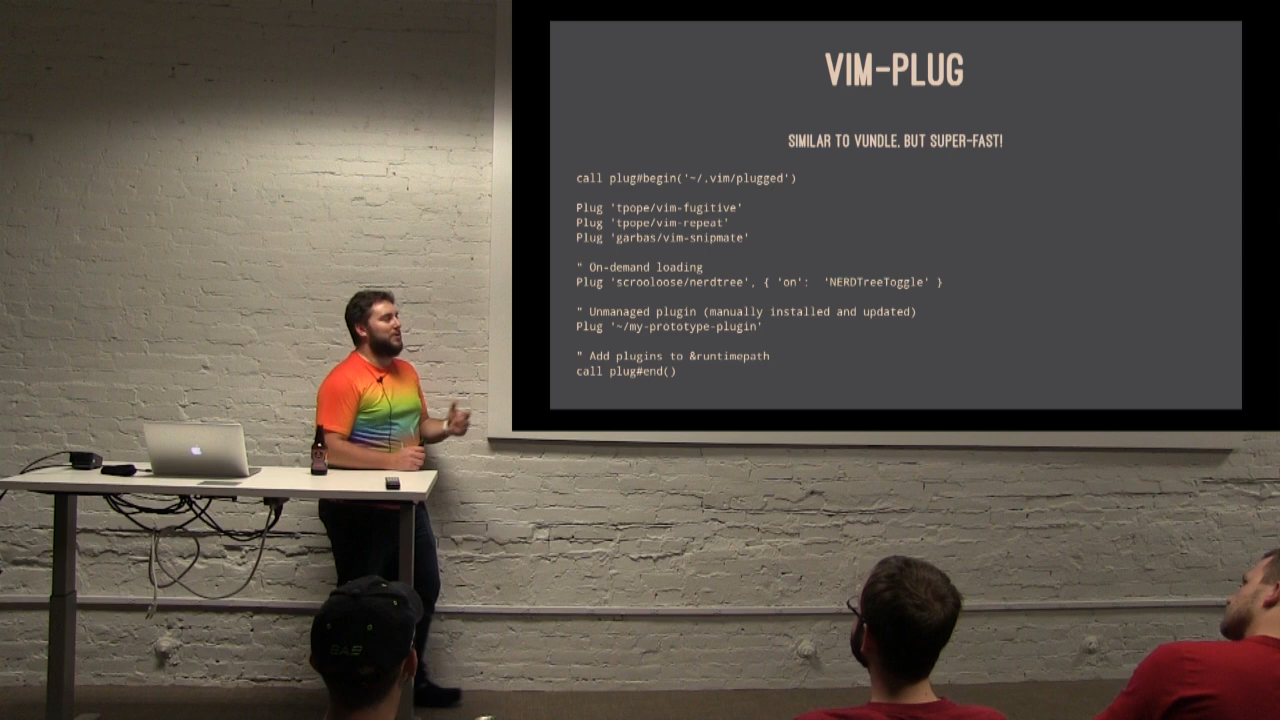 VIM-PLUG
SIMILAR TO VUNDLE, BUT SUPER-FAST!
call plug#begin('~/.vim/plugged')
Plug 'tpope/vim-fugitive'
Plug 'tpope/vim-repeat'
Plug 'garbas/vim-snipmate'
" On-demand loading
Plug 'scrooloose/nerdtree', { 'on':  'NERDTreeToggle' }
" Unmanaged plugin (manually installed and updated)
Plug '~/my-prototype-plugin'
" Add plugins to &runtimepath
call plug#end()